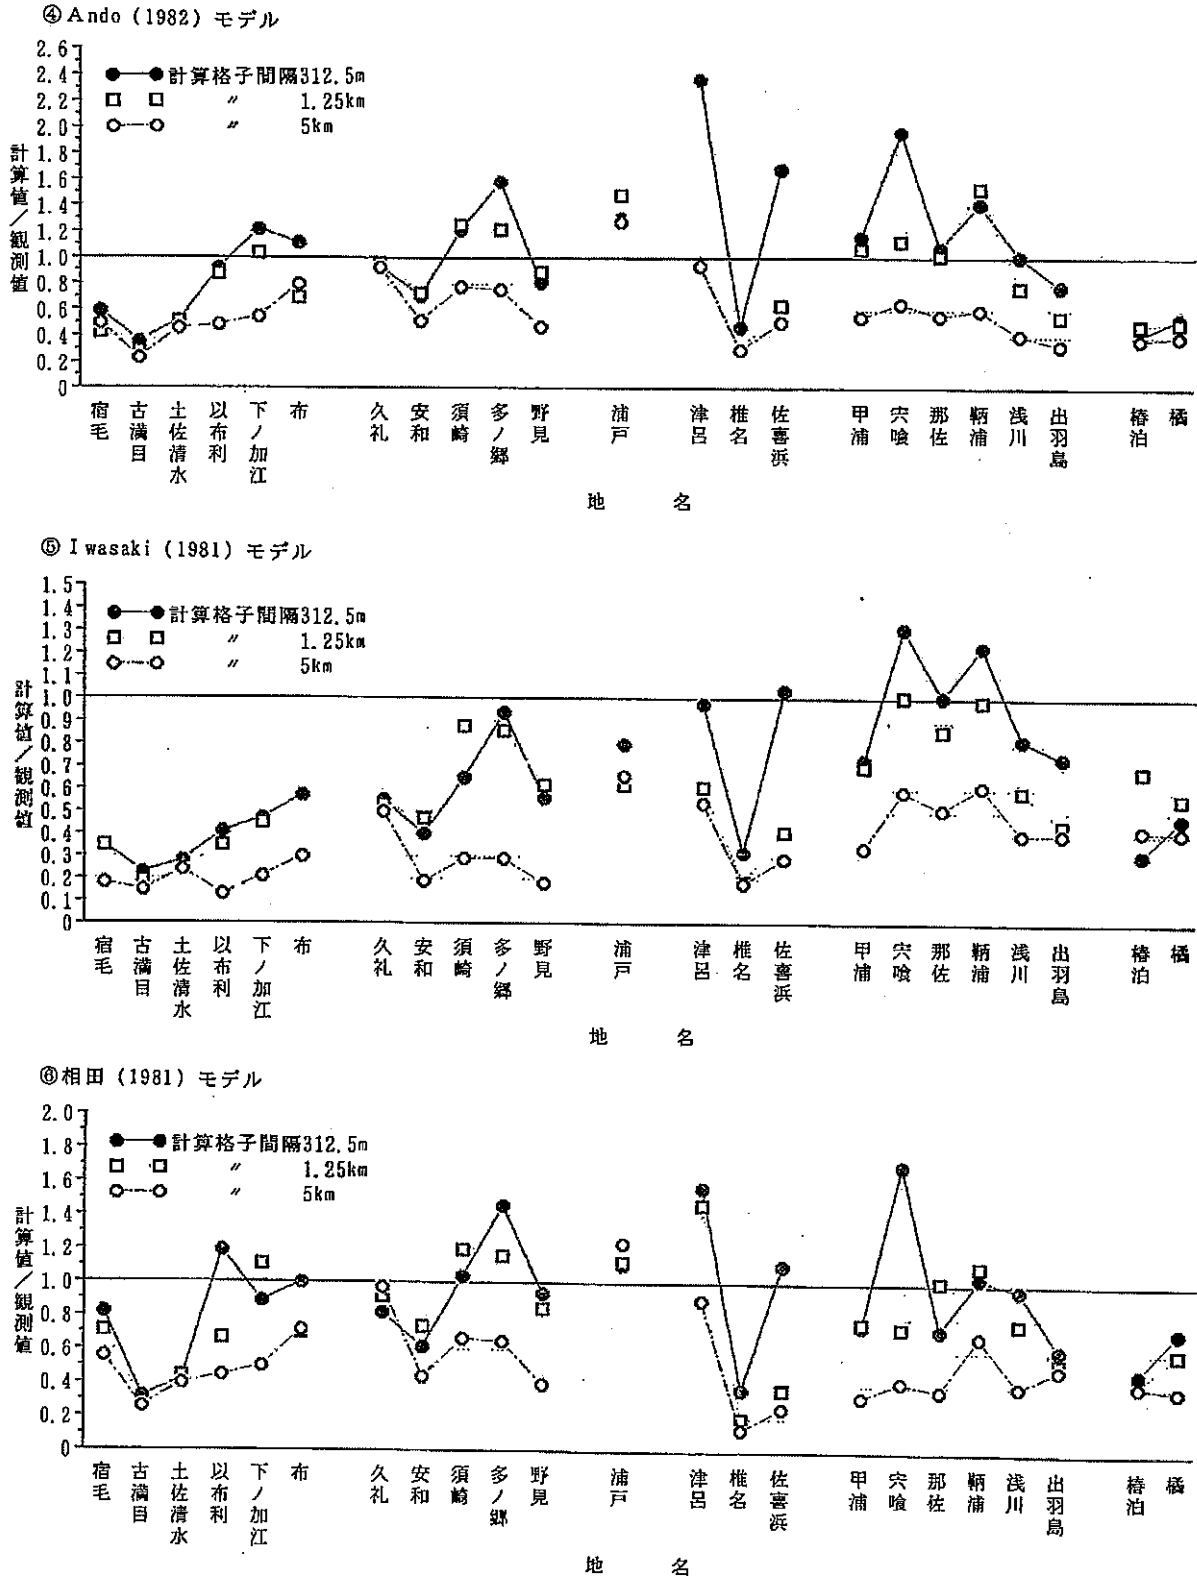 ④Ando (1982) モデル
2.6
2.4
2.2
2.0
1.8
1.6
1.4
1.2
1.0
0.8
0.6
0.4
0.2
0
計算値/観測値
計算格子間隔312.5m
〃 1.25km
〃 5km
宿毛 古満目 土佐清水 以布利 下ノ加江 布 久礼 安和 須崎 多ノ郷 野見 浦戸 津呂 椎名 佐喜浜 甲浦 宍喰 那佐 鞆浦 浅川 出羽島 椿泊 橘
地 名
⑤Iwasaki (1981) モデル
1.5
1.4
1.3
1.2
1.1
1.0
0.9
0.8
0.7
0.6
0.5
0.4
0.3
0.2
0.1
0
計算値/観測値
計算格子間隔312.5m
〃 1.25km
〃 5km
宿毛 古満目 土佐清水 以布利 下ノ加江 布 久礼 安和 須崎 多ノ郷 野見 浦戸 津呂 椎名 佐喜浜 甲浦 宍喰 那佐 鞆浦 浅川 出羽島 椿泊 橘
地 名
⑥相田 (1981) モデル
2.0
1.8
1.6
1.4
1.2
1.0
0.8
0.6
0.4
0.2
0
計算値/観測値
計算格子間隔312.5m
〃 1.25km
〃 5km
宿毛 古満目 土佐清水 以布利 下ノ加江 布 久礼 安和 須崎 多ノ郷 野見 浦戸 津呂 椎名 佐喜浜 甲浦 宍喰 那佐 鞆浦 浅川 出羽島 椿泊 橘
地 名